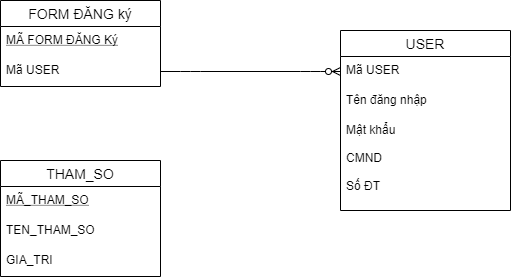 FORM ĐĂNG ký
MÃ FORM ĐĂNG Ký
Mã USER
USER
Mã USER
Tên đăng nhập
Mật khẩu
CMND
Số ĐT
THAM_SO
MÃ_THAM_SO
TEN_THAM_SO
GIA_TRI